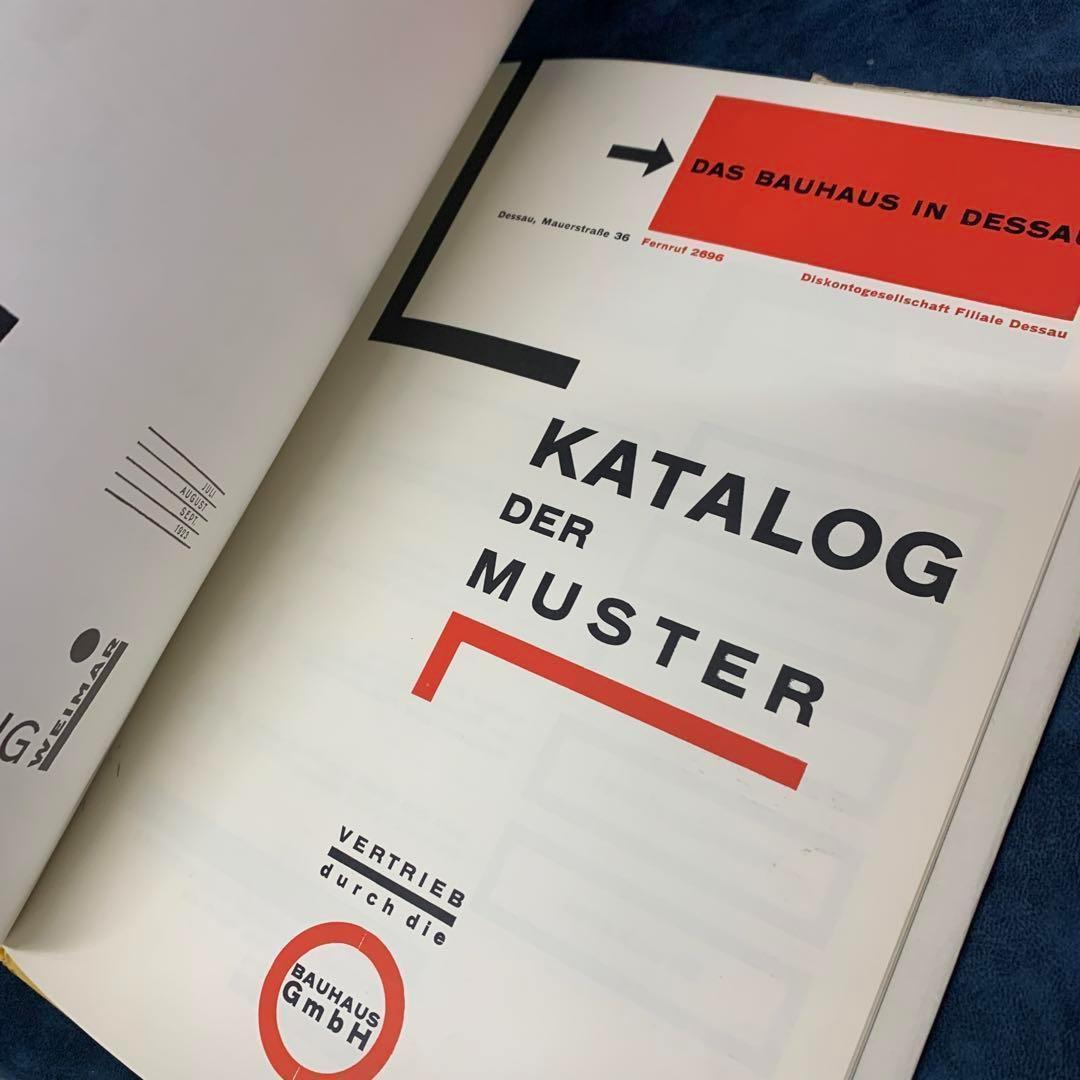 JULI
AUGUST
SEPT.
1923
WEIMAR
DAS BAUHAUS IN DESSAU
Dessau, Mauerstraße 36 Fernruf 2696
Diskontogesellschaft Filiale Dessau
KATALOG
DER
MUSTER
VERTRIEB
durch die
BAUHAUS
GmbH